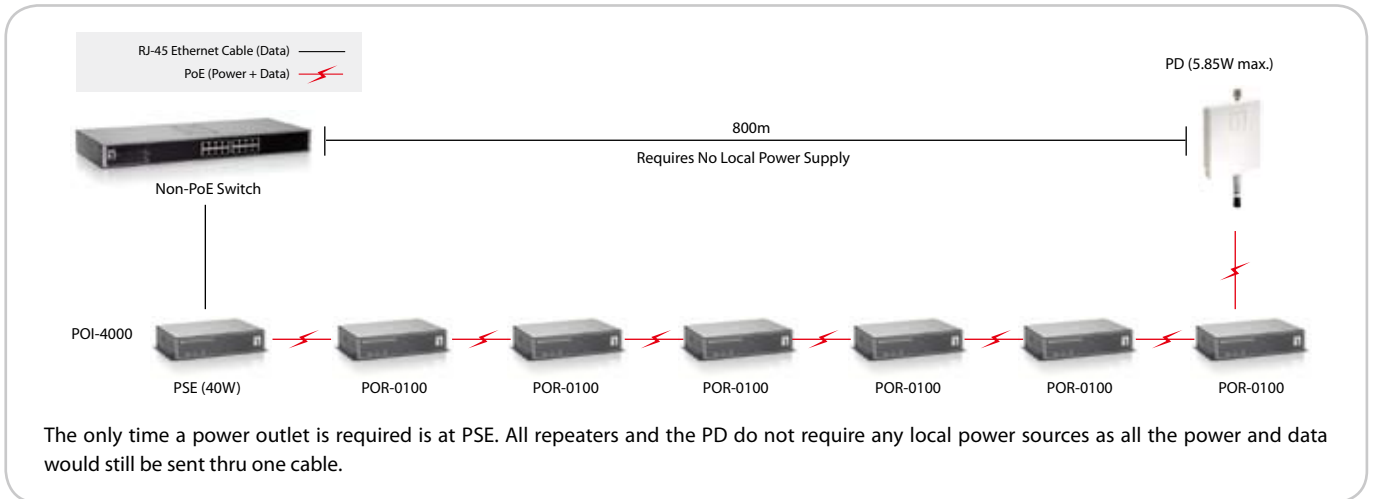 RJ-45 Ethernet Cable (Data)
PoE (Power + Data)
PD (5.85W max.)
800m
Requires No Local Power Supply
Non-PoE Switch
POI-4000
PSE (40W)
POR-0100
POR-0100
POR-0100
POR-0100
POR-0100
POR-0100
The only time a power outlet is required is at PSE. All repeaters and the PD do not require any local power sources as all the power and data
would still be sent thru one cable.